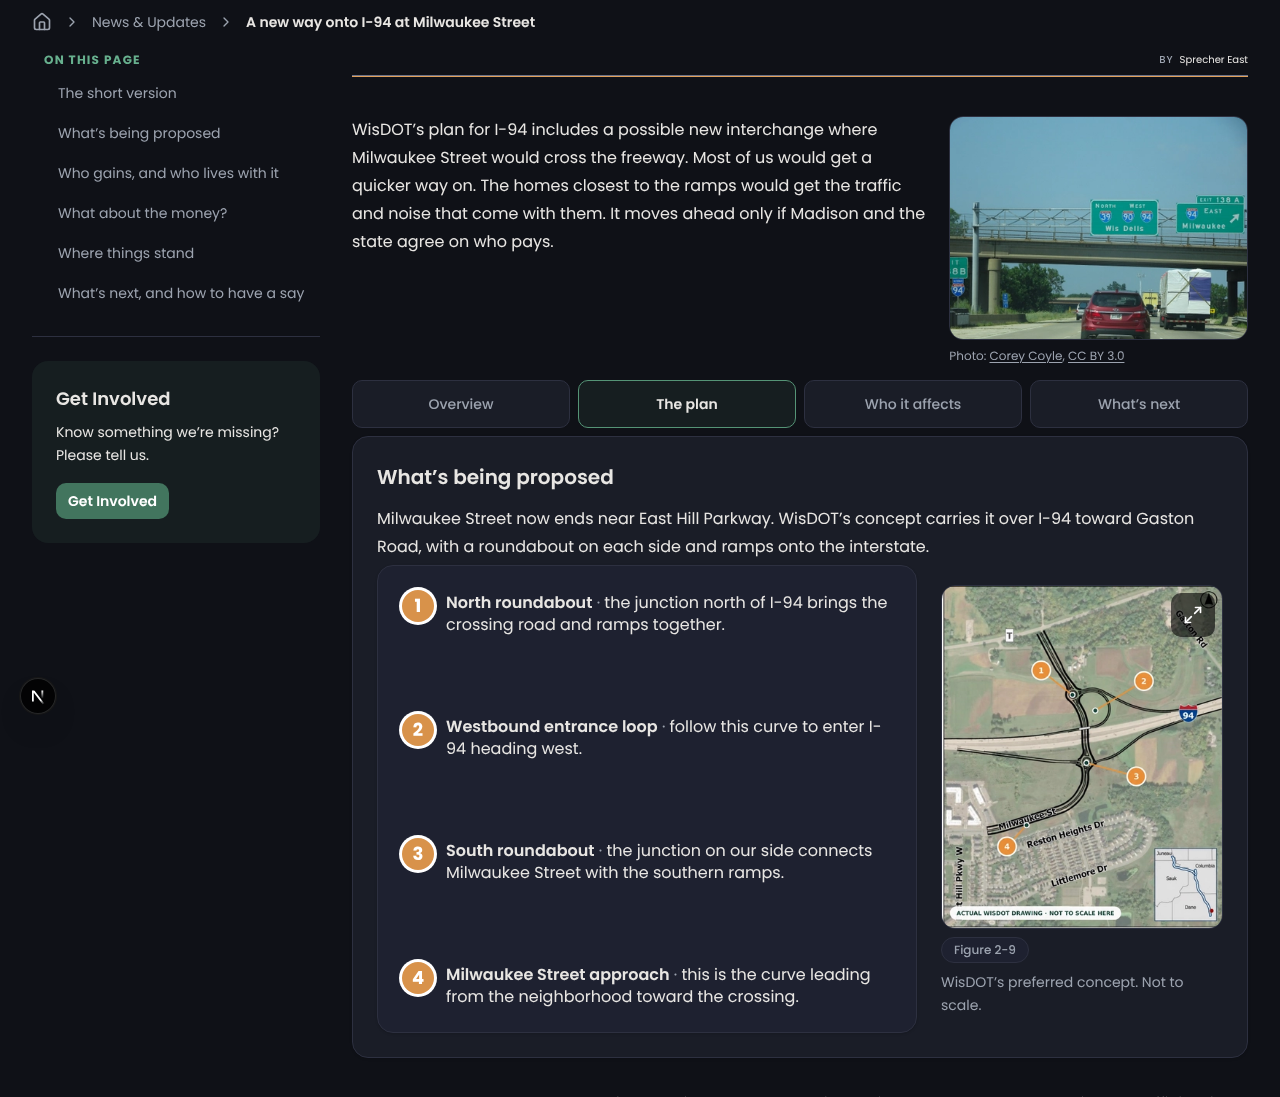 News & Updates
A new way onto I-94 at Milwaukee Street
ON THIS PAGE
The short version
What's being proposed
Who gains, and who lives with it
What about the money?
Where things stand
What's next, and how to have a say
Get Involved
Know something we're missing?
Please tell us.
Get Involved
BY Sprecher East
WisDOT's plan for I-94 includes a possible new interchange where
Milwaukee Street would cross the freeway. Most of us would get a
quicker way on. The homes closest to the ramps would get the traffic
and noise that come with them. It moves ahead only if Madison and the
state agree on who pays.
EXIT 138 A
NORTH WEST
39 90 94
Wis Dells
94 EAST
Milwaukee
94
Photo: Corey Coyle, CC BY 3.0
Overview
The plan
Who it affects
What's next
What's being proposed
Milwaukee Street now ends near East Hill Parkway. WisDOT's concept carries it over I-94 toward Gaston
Road, with a roundabout on each side and ramps onto the interstate.
1 North roundabout · the junction north of I-94 brings the
crossing road and ramps together.
2 Westbound entrance loop · follow this curve to enter I-
94 heading west.
3 South roundabout · the junction on our side connects
Milwaukee Street with the southern ramps.
4 Milwaukee Street approach · this is the curve leading
from the neighborhood toward the crossing.
T
1
2
94
3
Milwaukee St
Reston Heights Dr
4
Littlemore Dr
t Hill Pkwy W
Juneau
Columbia
Sauk
Dane
ACTUAL WISDOT DRAWING · NOT TO SCALE HERE
Figure 2-9
WisDOT's preferred concept. Not to
scale.
N